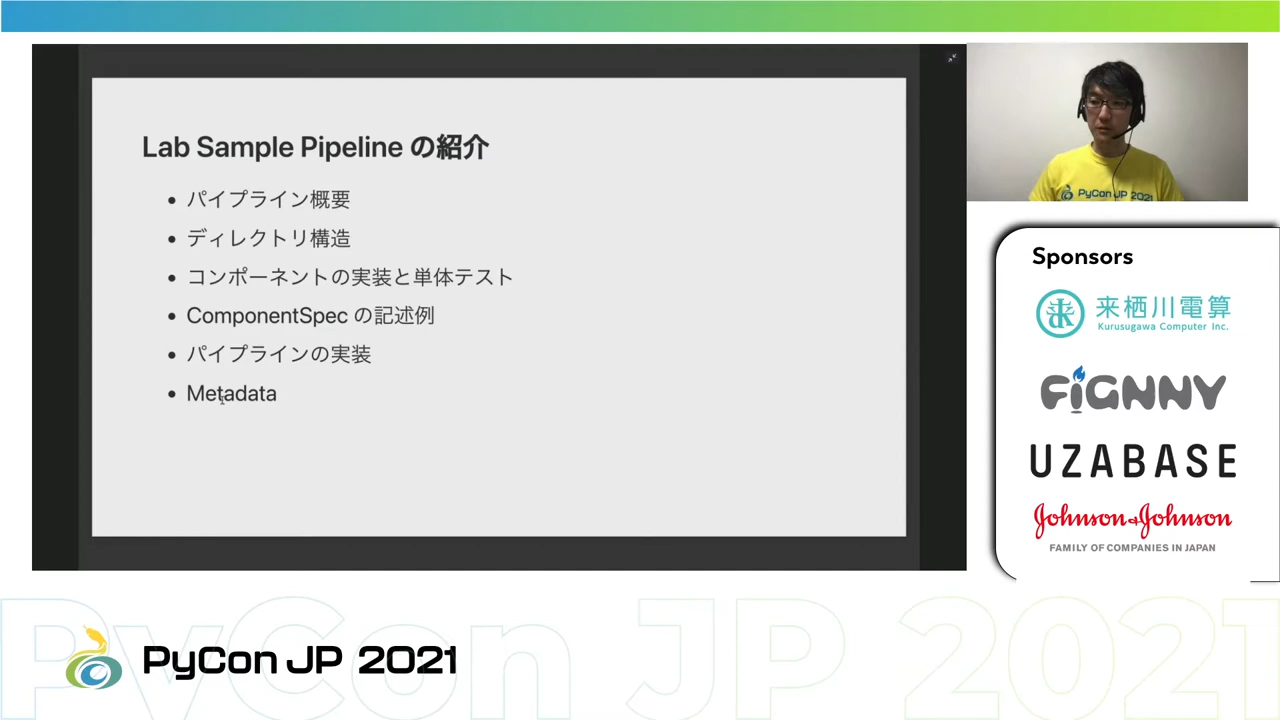 Lab Sample Pipeline の紹介
• パイプライン概要
• ディレクトリ構造
• コンポーネントの実装と単体テスト
• ComponentSpec の記述例
• パイプラインの実装
• Metadata
PyCon JP 2021
Sponsors
来栖川電算
Kurusugawa Computer Inc.
FiGNNY
UZABASE
Johnson&Johnson
FAMILY OF COMPANIES IN JAPAN
PyCon JP 2021
PyCon JP 2021